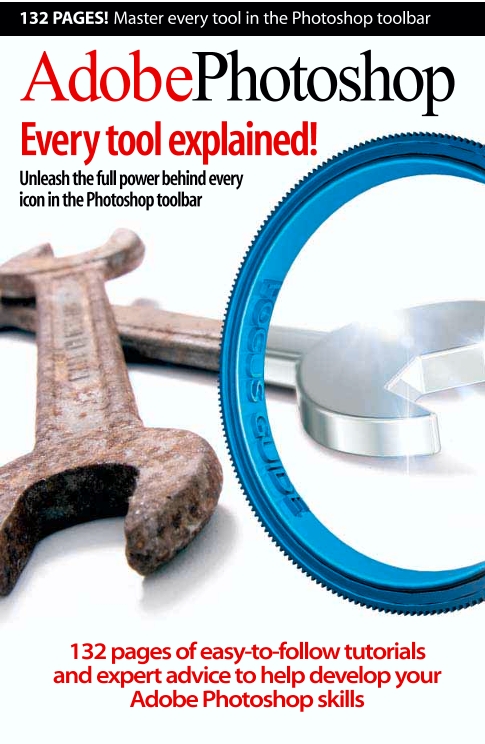 132 PAGES! Master every tool in the Photoshop toolbar
AdobePhotoshop
Every tool explained!
Unleash the full power behind every
icon in the Photoshop toolbar
FOCUS GUIDE
132 pages of easy-to-follow tutorials
and expert advice to help develop your
Adobe Photoshop skills